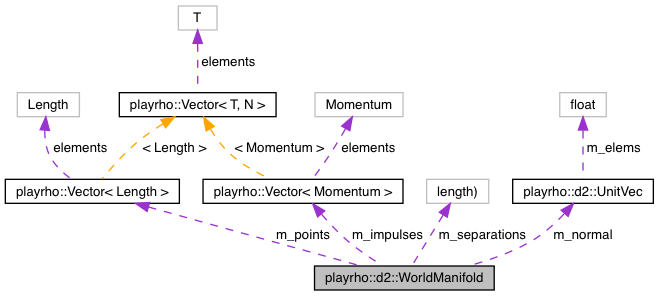 T
elements
Length
playrho::Vector< T, N >
Momentum
float
elements
< Length >
< Momentum >
elements
m_elems
playrho::Vector< Length >
playrho::Vector< Momentum >
length)
playrho::d2::UnitVec
m_points
m_impulses
m_separations
m_normal
playrho::d2::WorldManifold